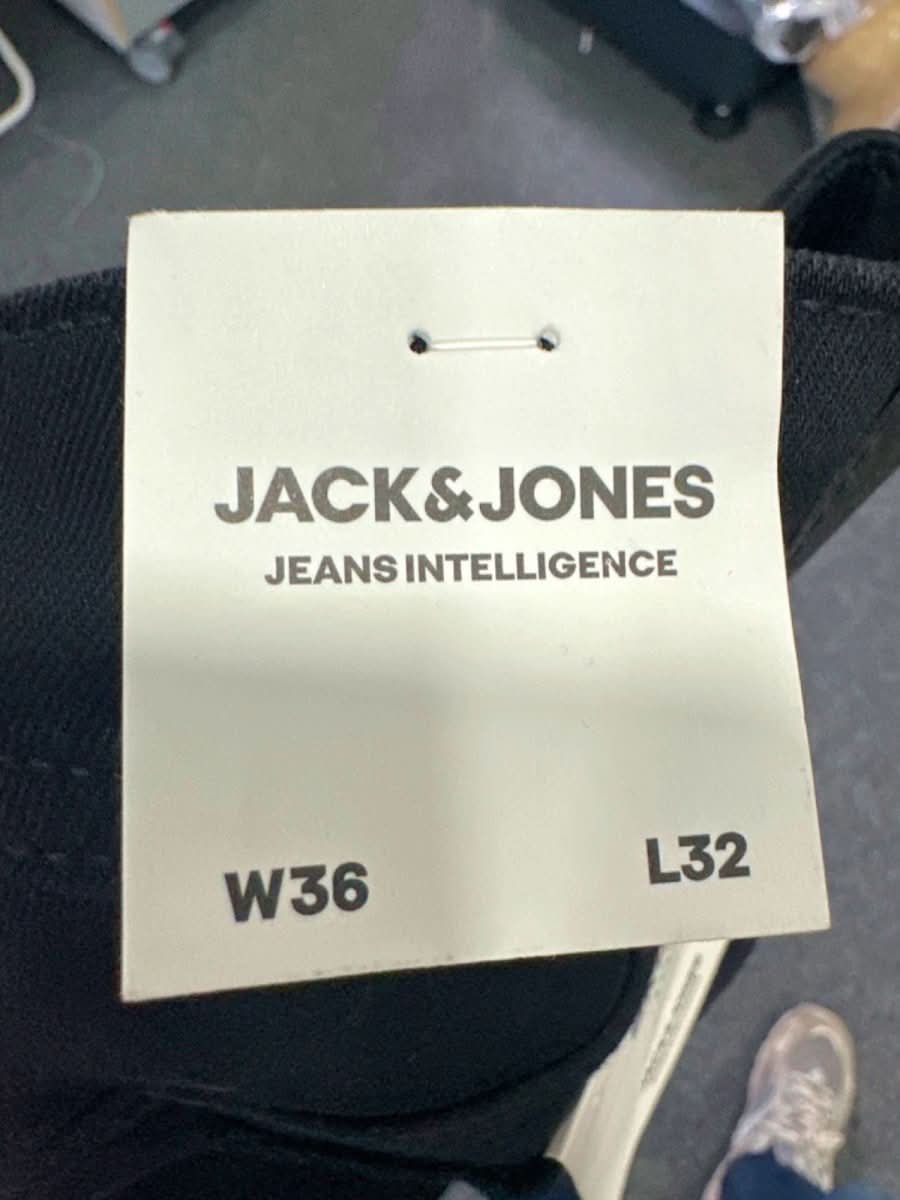 JACK&JONES
JEANS INTELLIGENCE
W36
L32